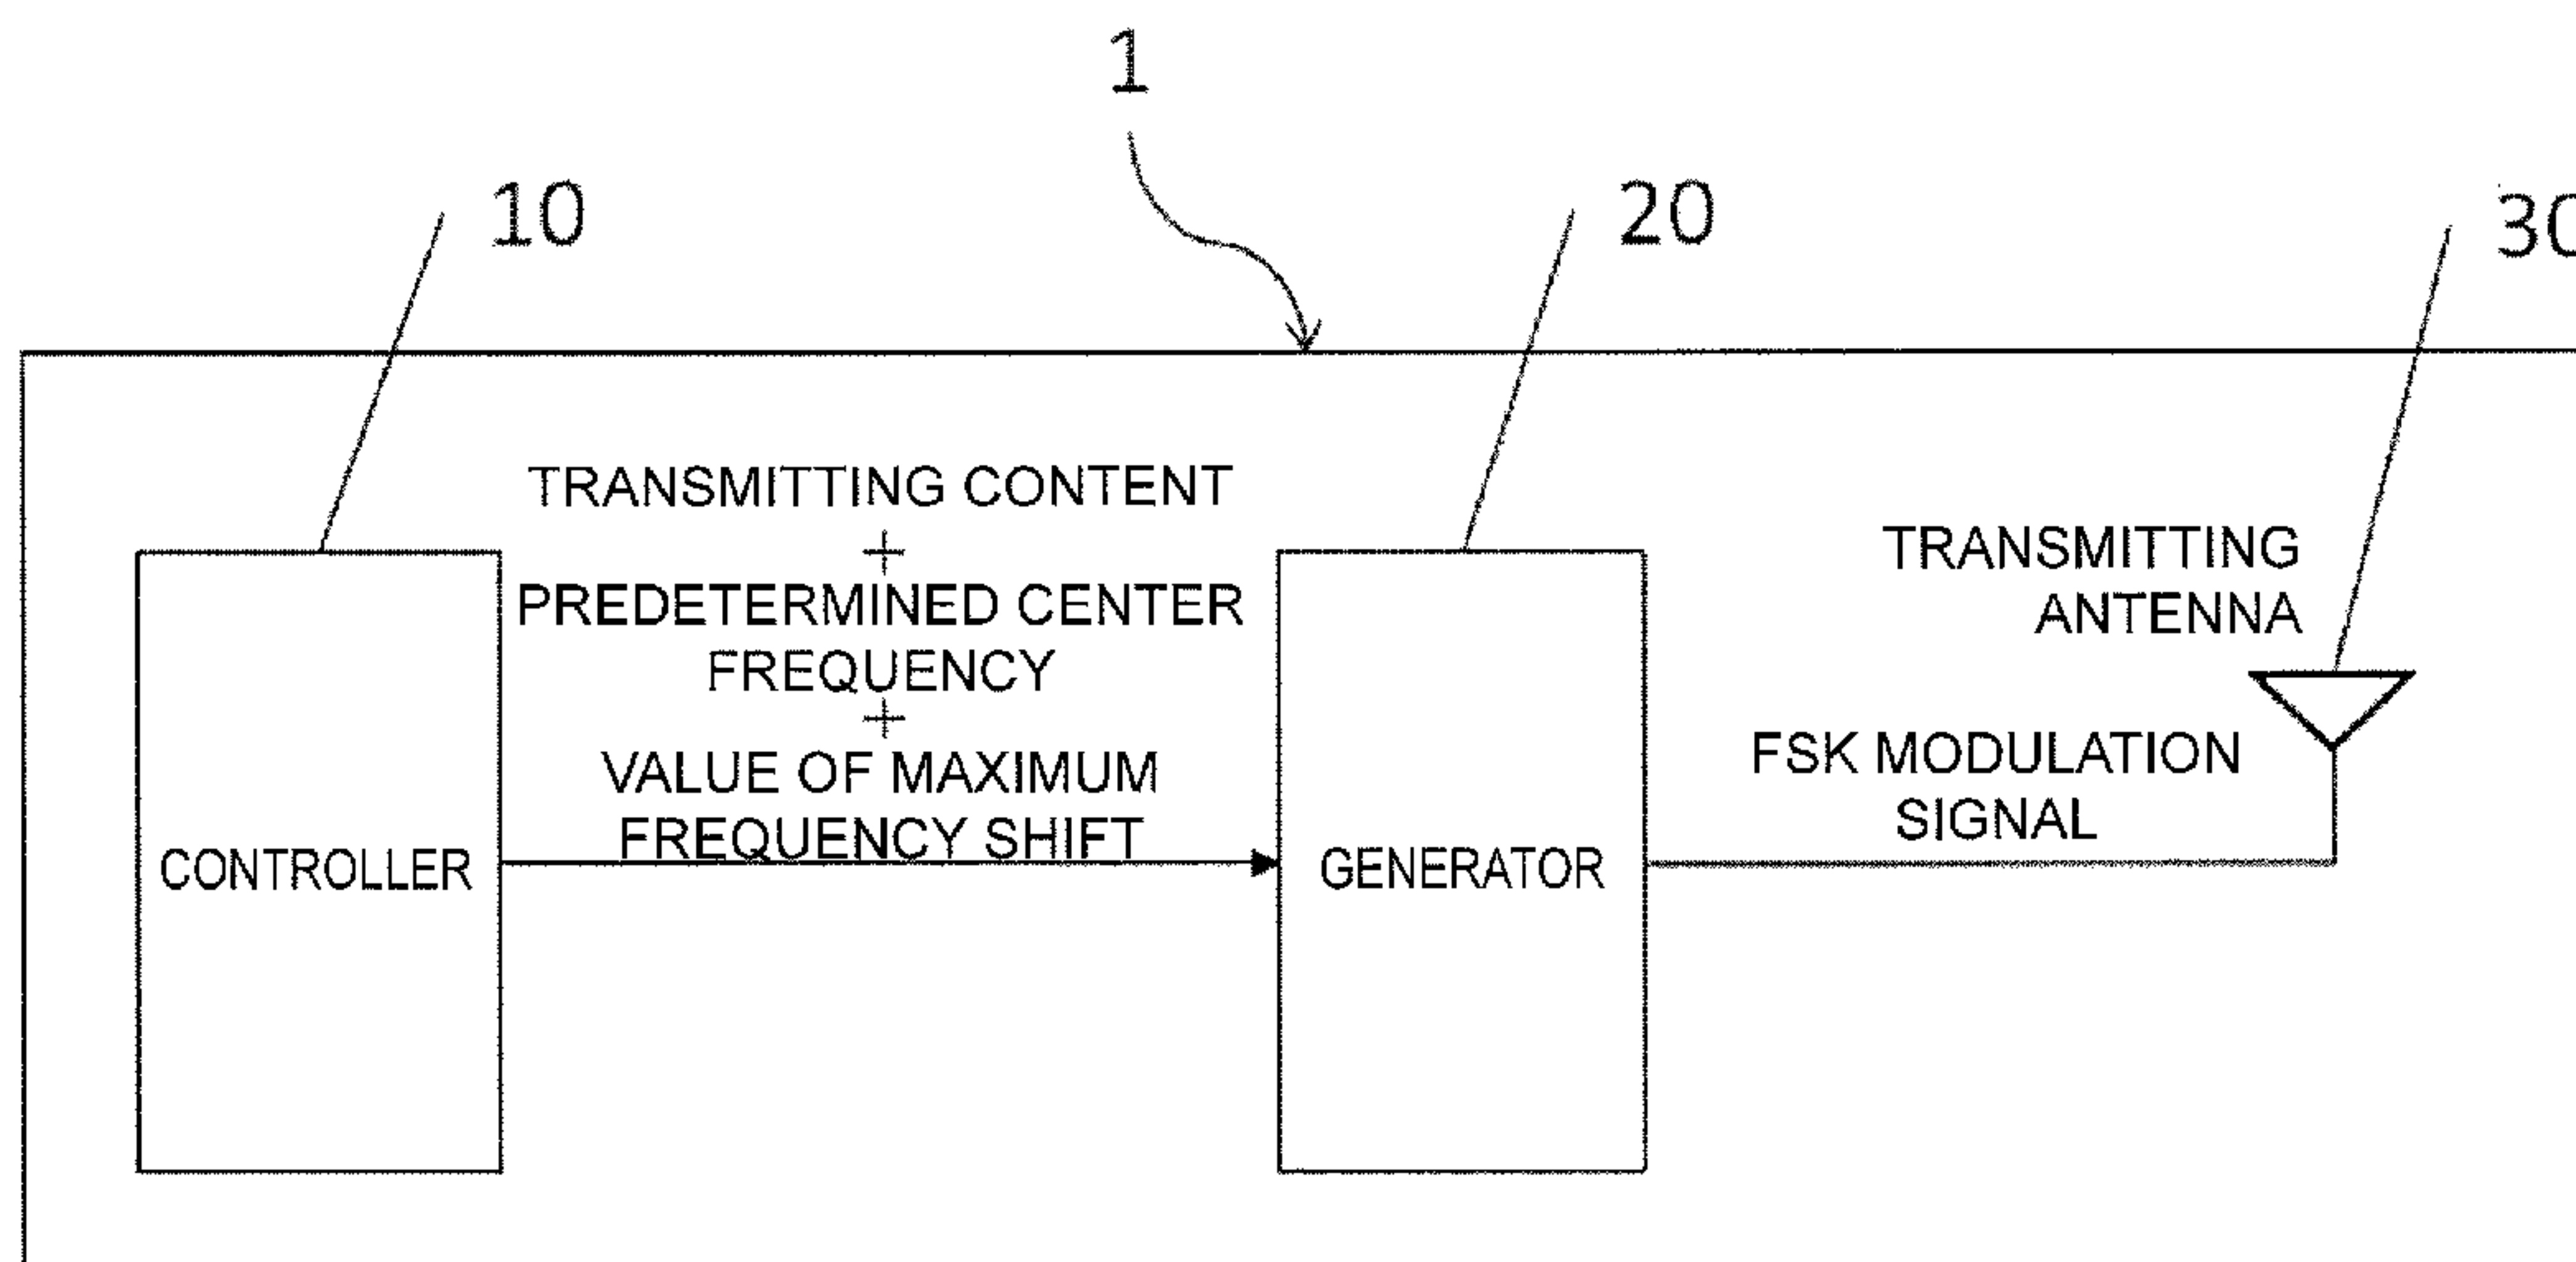 1
10
20
30
TRANSMITTING CONTENT
+
PREDETERMINED CENTER
FREQUENCY
+
VALUE OF MAXIMUM
FREQUENCY SHIFT
TRANSMITTING
ANTENNA
FSK MODULATION
SIGNAL
CONTROLLER
GENERATOR